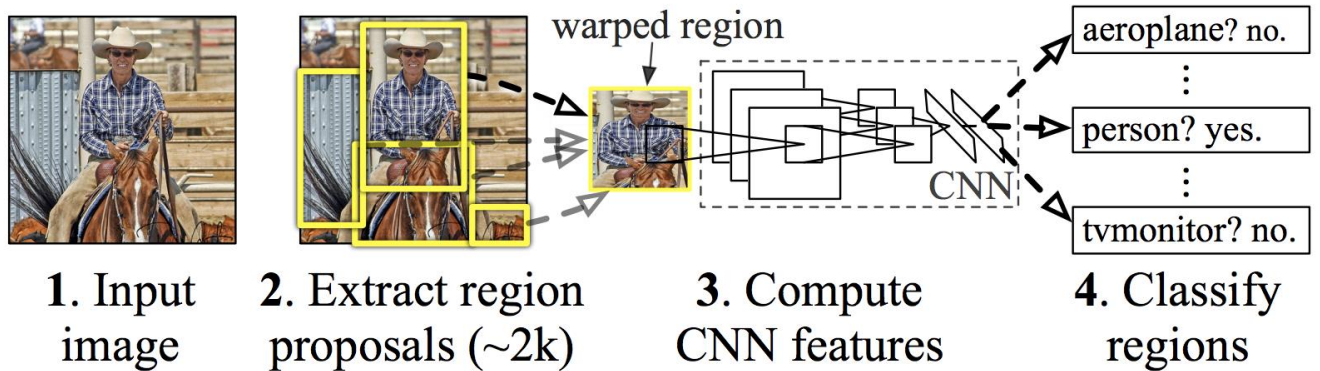 warped region
aeroplane? no.
person? yes.
CNN
tvmonitor? no.
1. Input
image
2. Extract region
proposals (~2k)
3. Compute
CNN features
4. Classify
regions